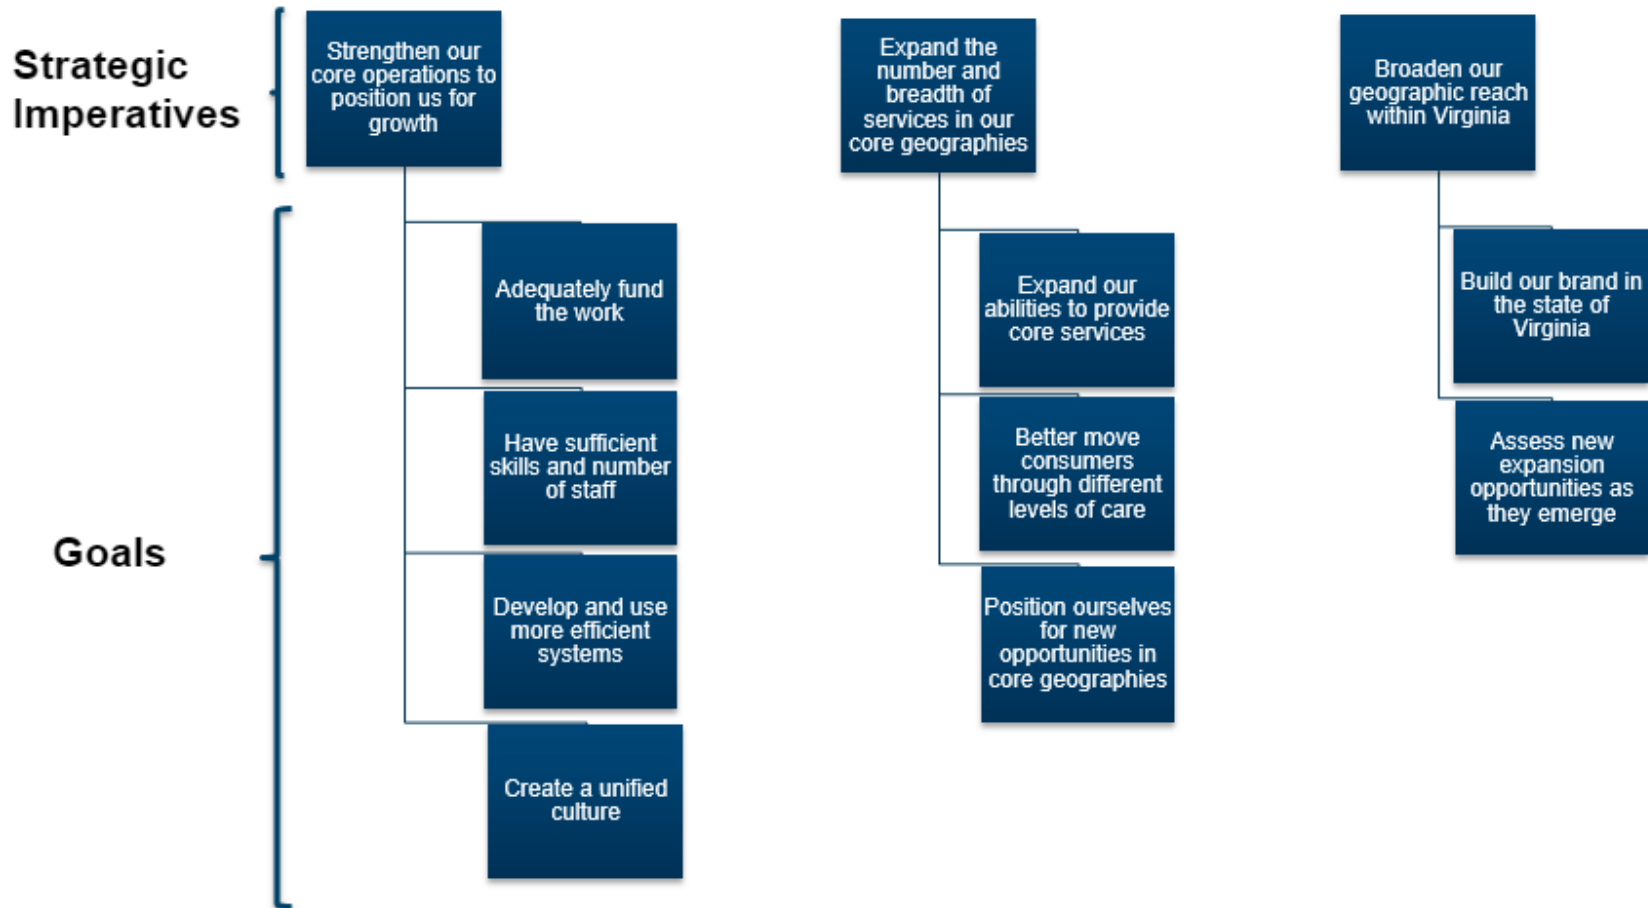 Strategic
Imperatives
Strengthen our
core operations to
position us for
growth
Expand the
number and
breadth of
services in our
core geographies
Broaden our
geographic reach
within Virginia
Goals
Adequately fund
the work
Have sufficient
skills and number
of staff
Develop and use
more efficient
systems
Create a unified
culture
Expand our
abilities to provide
core services
Better move
consumers
through different
levels of care
Position ourselves
for new
opportunities in
core geographies
Build our brand in
the state of
Virginia
Assess new
expansion
opportunities as
they emerge